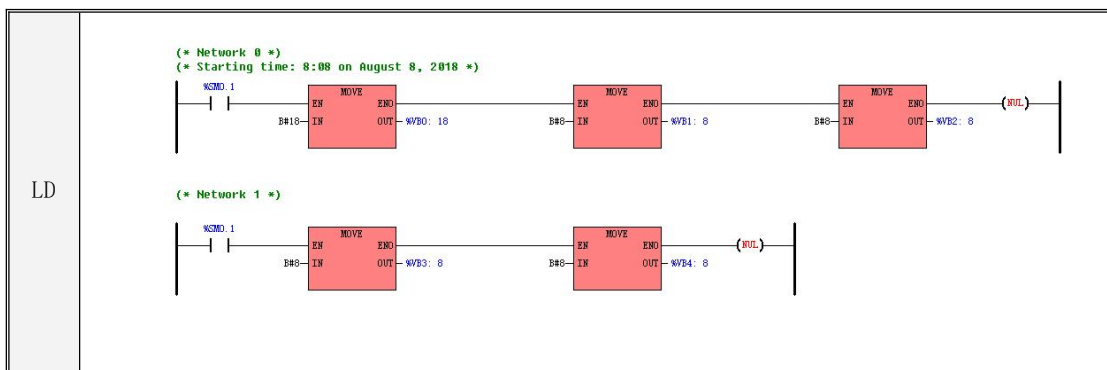 LD
(* Network 0 *)
(* Starting time: 8:08 on August 8, 2018 *)
%SM0.1 MOVE MOVE MOVE
EN ENO EN ENO EN ENO (NUL)
B#18 IN OUT %VB0: 18 B#8 IN OUT %VB1: 8 B#8 IN OUT %VB2: 8
(* Network 1 *)
%SM0.1 MOVE MOVE
EN ENO EN ENO (NUL)
B#8 IN OUT %VB3: 8 B#8 IN OUT %VB4: 8